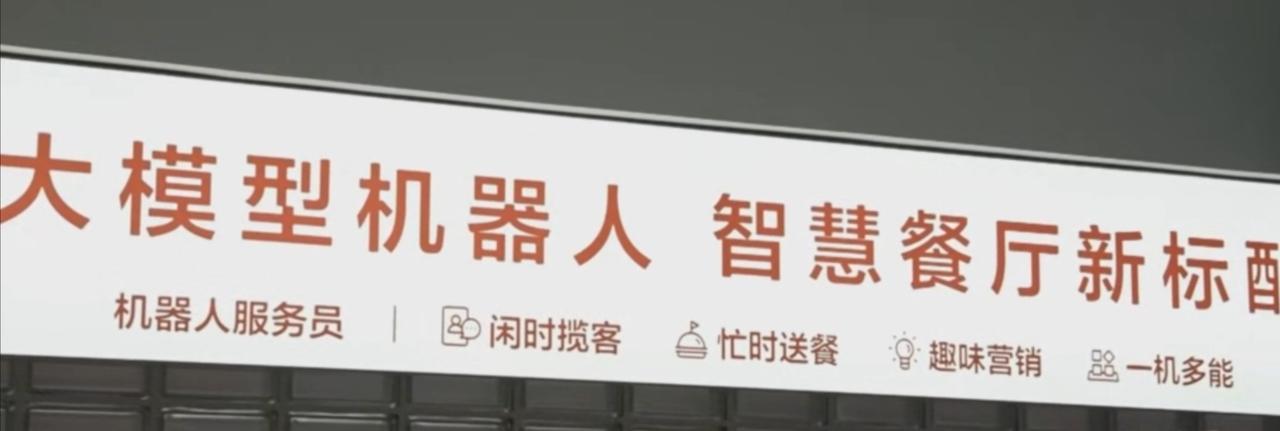 大模型机器人 智慧餐厅新标配
机器人服务员 | 闲时揽客 忙时送餐 趣味营销 一机多能